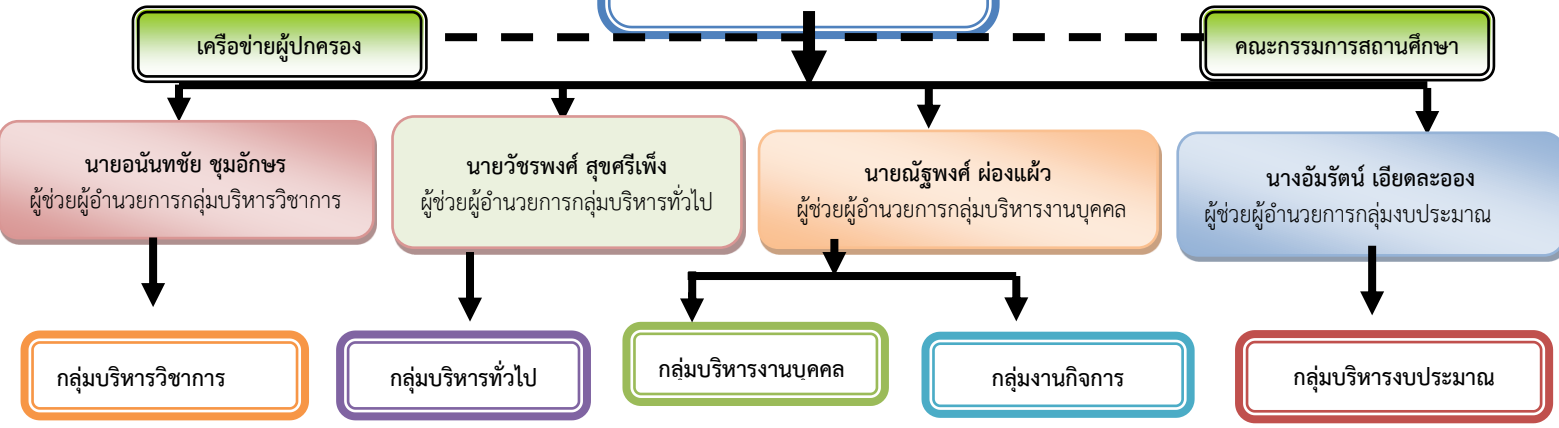 เครือข่ายผู้ปกครอง
คณะกรรมการสถานศึกษา
นายอนันทชัย ชุมอักษร
ผู้ช่วยผู้อำนวยการกลุ่มบริหารวิชาการ
นายวัชรพงศ์ สุขศรีเพ็ง
ผู้ช่วยผู้อำนวยการกลุ่มบริหารทั่วไป
นายณัฐพงศ์ ผ่องแผ้ว
ผู้ช่วยผู้อำนวยการกลุ่มบริหารงานบุคคล
นางอัมรัตน์ เอียดละออง
ผู้ช่วยผู้อำนวยการกลุ่มงบประมาณ
กลุ่มบริหารวิชาการ
กลุ่มบริหารทั่วไป
กลุ่มบริหารงานบุคคล
กลุ่มงานกิจการ
กลุ่มบริหารงบประมาณ